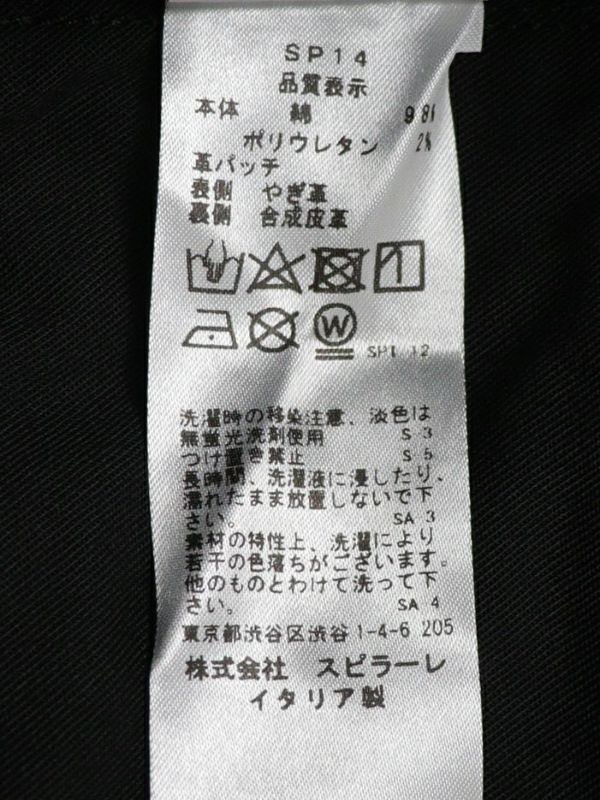 SP14
品質表示
本体 綿 98%
ポリウレタン 2%
革パッチ
表側 やぎ革
裏側 合成皮革
W
SPI 12
洗濯時の移染注意、淡色は
無蛍光洗剤使用 S 3
つけ置き禁止 S 5
長時間、洗濯液に浸したり、
濡れたまま放置しないで下
さい。 SA 3
素材の特性上、洗濯により
若干の色落ちがございます。
他のものとわけて洗って下
さい。 SA 4
東京都渋谷区渋谷 1-4-6 205
株式会社 スピラーレ
イタリア製